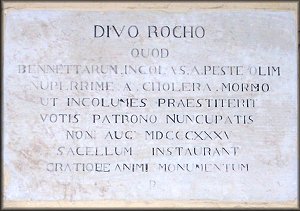 DIVO ROCHO
QUOD
BENNETTARUM.INCOLAS.A.PESTE OLIM
NUPERRIME A CHOLERA MORBO
UT INCOLUMES PRAESTITERIT
VOTIS PATRONO NUNCUPATIS
NON. AUG. MDCCCXXXV
SACELLUM INSTAURANT
GRATIQUE ANIMI MONUMENTUM
P